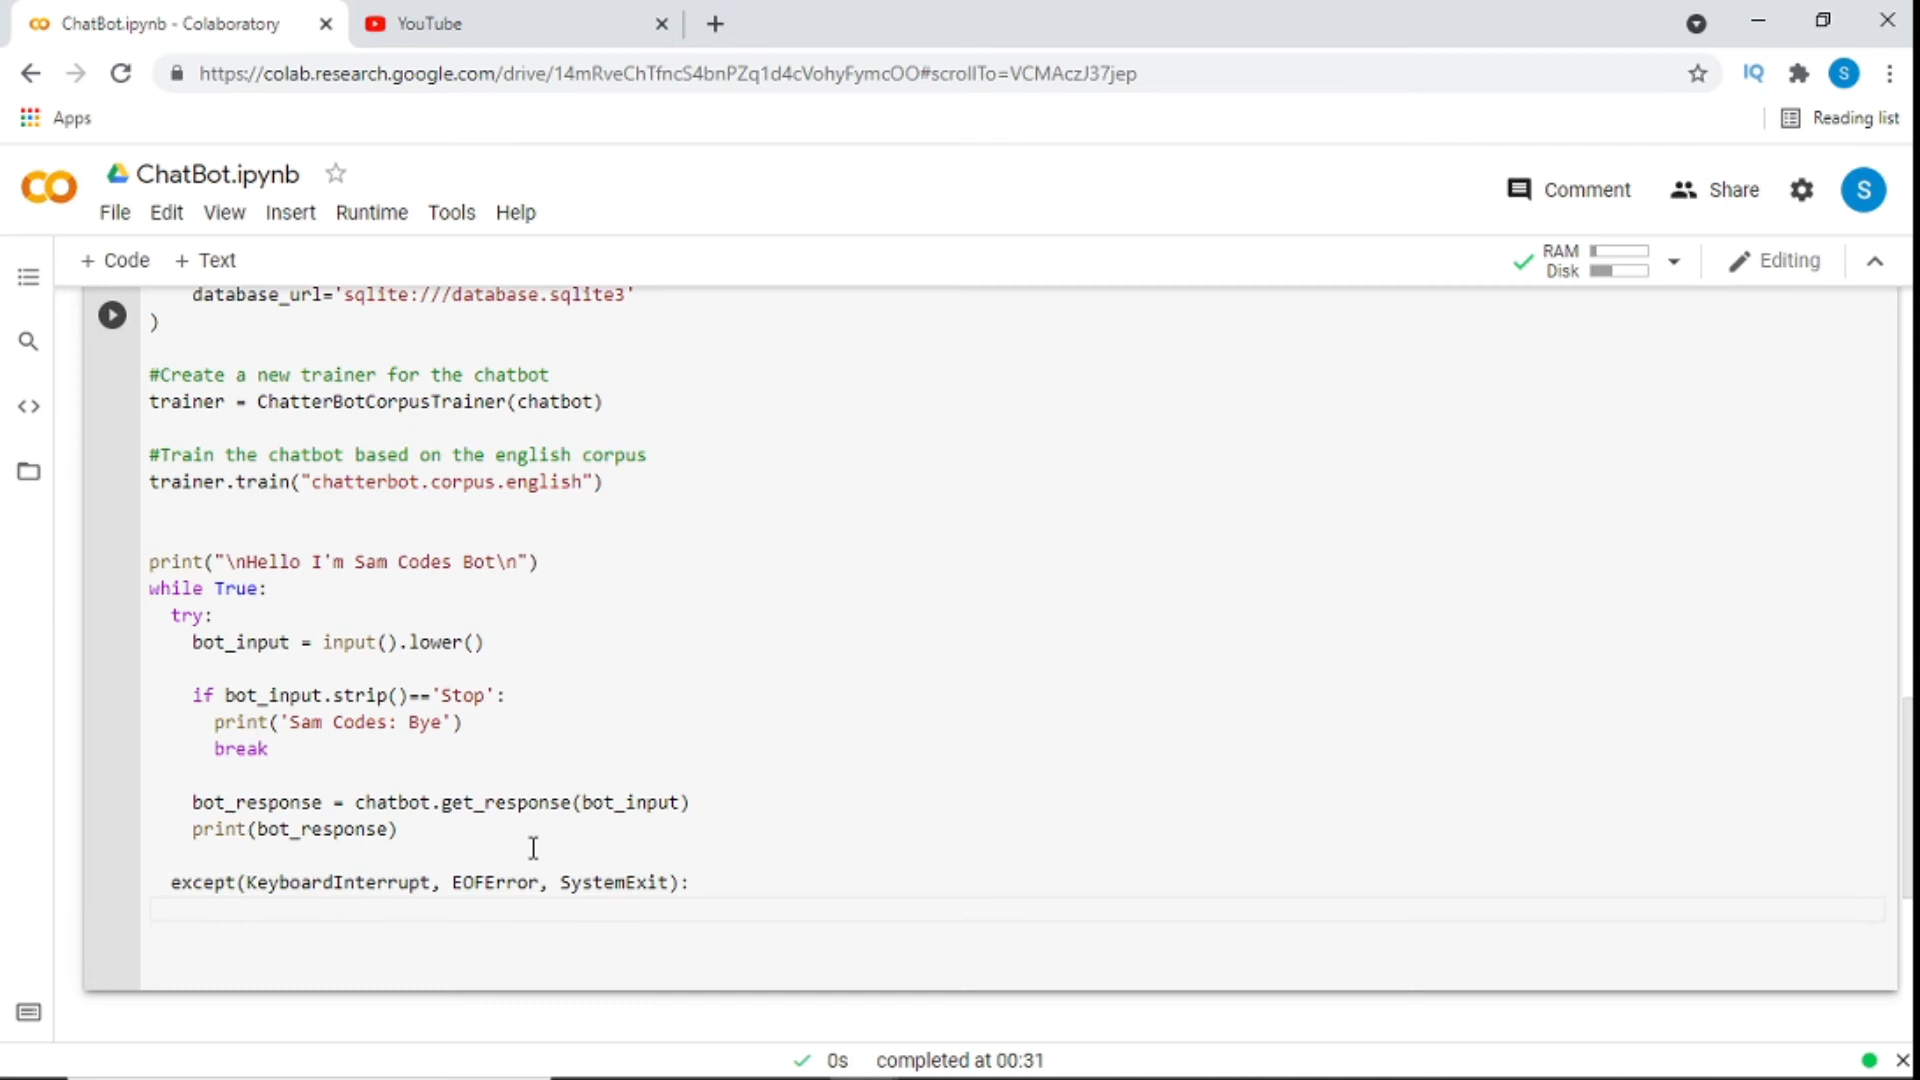 ChatBot.ipynb - Colaboratory
YouTube
https://colab.research.google.com/drive/14mRveChTfncS4bnPZq1d4cVohyFymcOO#scrollTo=VCMAczJ37jep
IQ
S
Apps
Reading list
ChatBot.ipynb
Comment
Share
S
File Edit View Insert Runtime Tools Help
+ Code + Text
RAM
Disk
Editing
database_url='sqlite:///database.sqlite3'
)
#Create a new trainer for the chatbot
trainer = ChatterBotCorpusTrainer(chatbot)
#Train the chatbot based on the english corpus
trainer.train("chatterbot.corpus.english")
print("\nHello I'm Sam Codes Bot\n")
while True:
try:
bot_input = input().lower()
if bot_input.strip()=='Stop':
print('Sam Codes: Bye')
break
bot_response = chatbot.get_response(bot_input)
print(bot_response)
except(KeyboardInterrupt, EOFError, SystemExit):
0s completed at 00:31